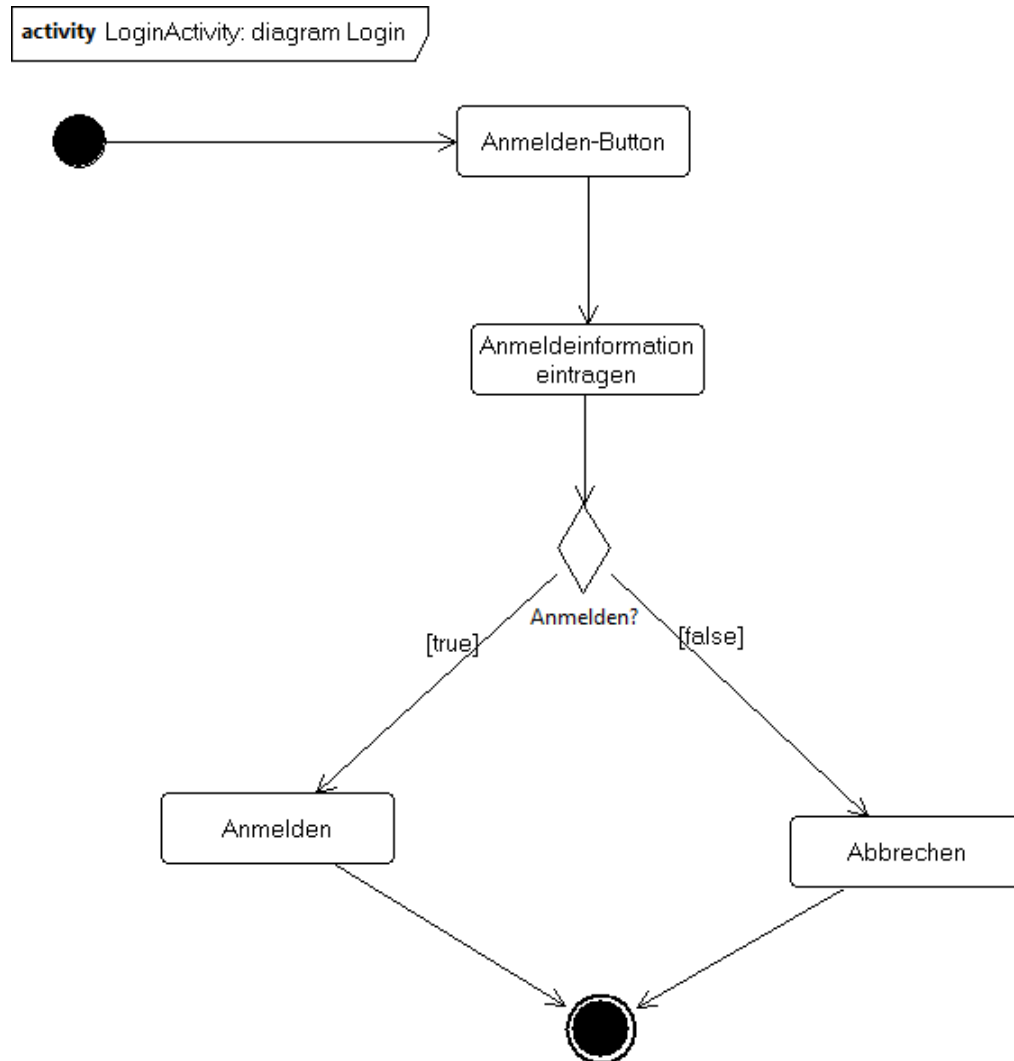 activity LoginActivity: diagram Login
Anmelden-Button
Anmeldeinformation
eintragen
Anmelden?
[true]
[false]
Anmelden
Abbrechen